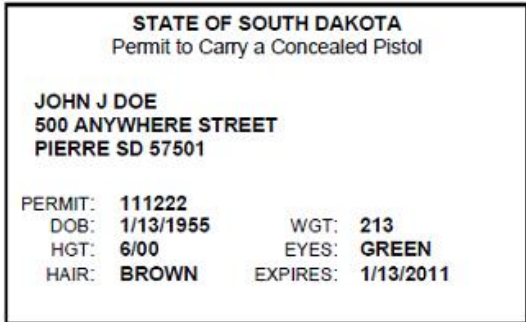 STATE OF SOUTH DAKOTA
Permit to Carry a Concealed Pistol
JOHN J DOE
500 ANYWHERE STREET
PIERRE SD 57501
PERMIT: 111222
DOB: 1/13/1955 WGT: 213
HGT: 6/00 EYES: GREEN
HAIR: BROWN EXPIRES: 1/13/2011